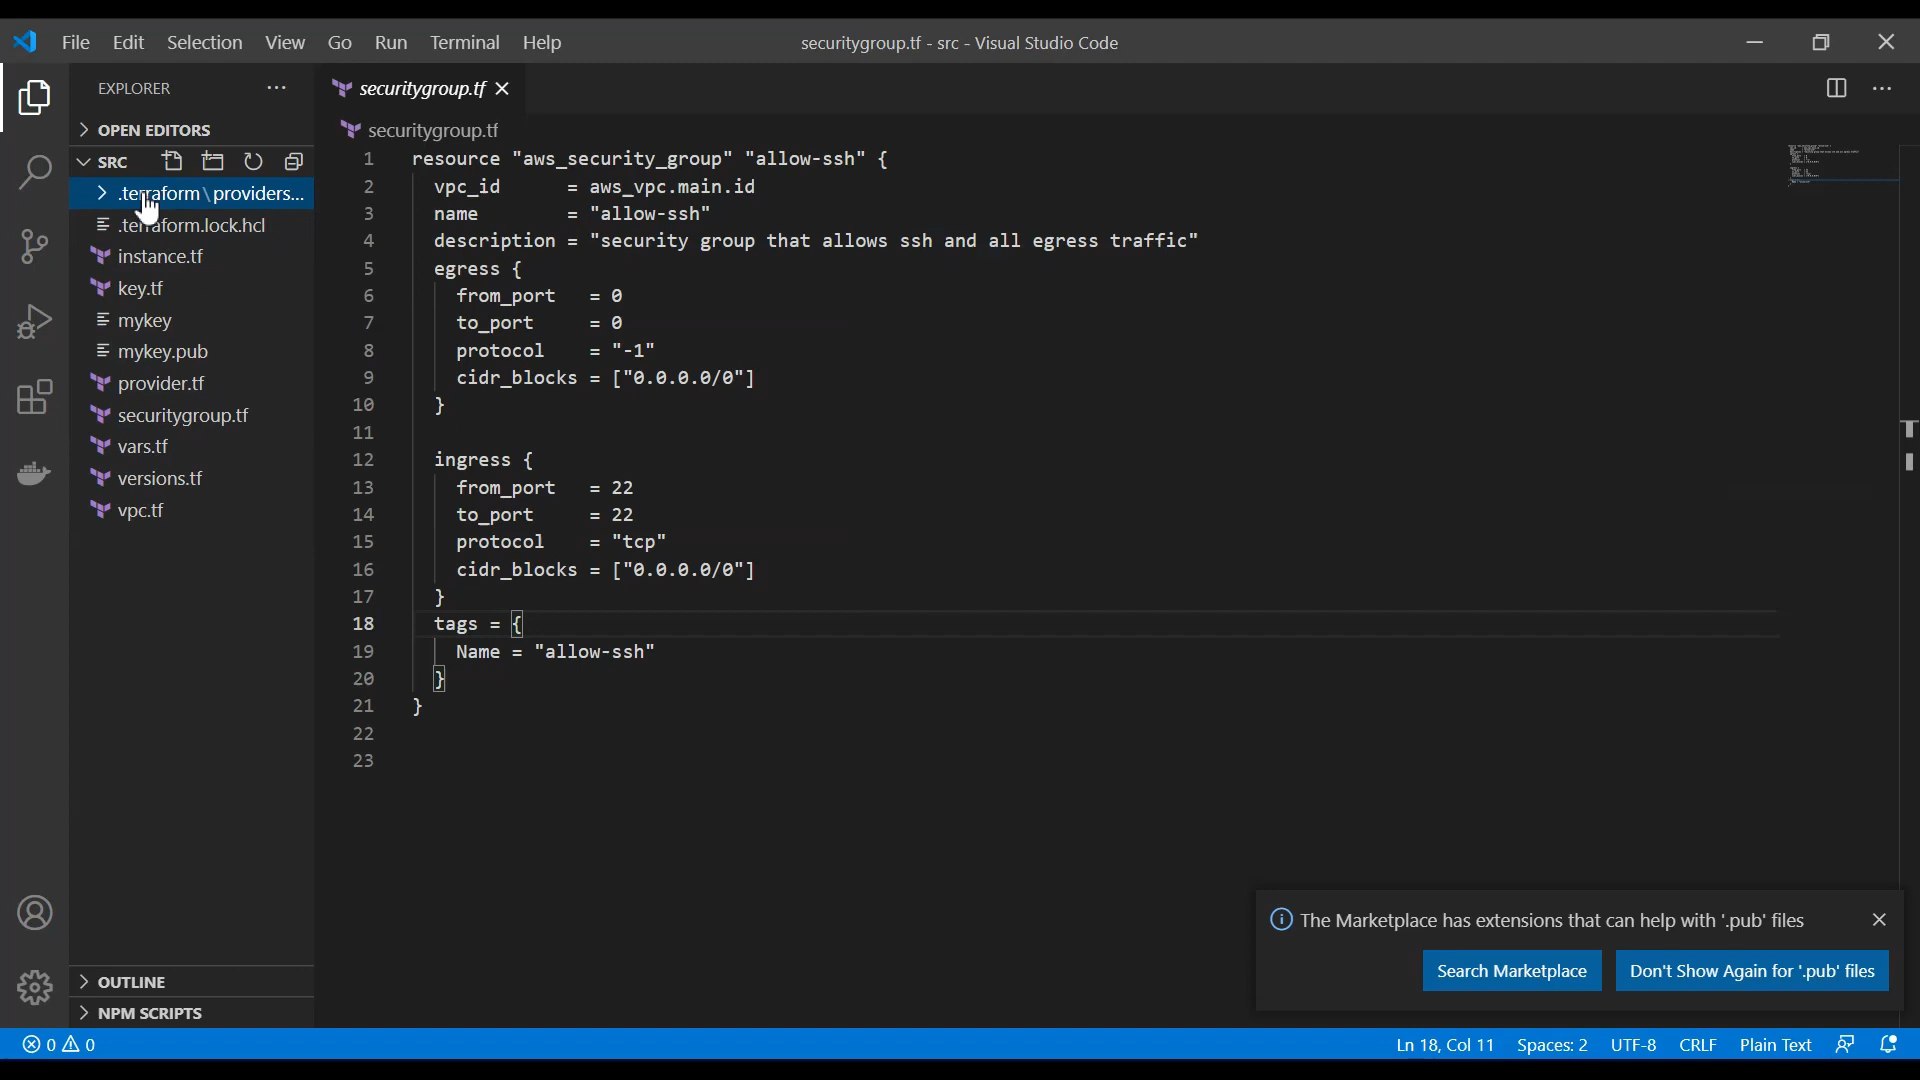 File Edit Selection View Go Run Terminal Help
securitygroup.tf - src - Visual Studio Code
EXPLORER
OPEN EDITORS
SRC
.terraform\providers...
.terraform.lock.hcl
instance.tf
key.tf
mykey
mykey.pub
provider.tf
securitygroup.tf
vars.tf
versions.tf
vpc.tf
OUTLINE
NPM SCRIPTS
securitygroup.tf
securitygroup.tf
1 resource "aws_security_group" "allow-ssh" {
2 vpc_id = aws_vpc.main.id
3 name = "allow-ssh"
4 description = "security group that allows ssh and all egress traffic"
5 egress {
6 from_port = 0
7 to_port = 0
8 protocol = "-1"
9 cidr_blocks = ["0.0.0.0/0"]
10 }
11
12 ingress {
13 from_port = 22
14 to_port = 22
15 protocol = "tcp"
16 cidr_blocks = ["0.0.0.0/0"]
17 }
18 tags = {
19 Name = "allow-ssh"
20 }
21 }
22
23
The Marketplace has extensions that can help with '.pub' files
Search Marketplace
Don't Show Again for '.pub' files
0 0
Ln 18, Col 11 Spaces: 2 UTF-8 CRLF Plain Text